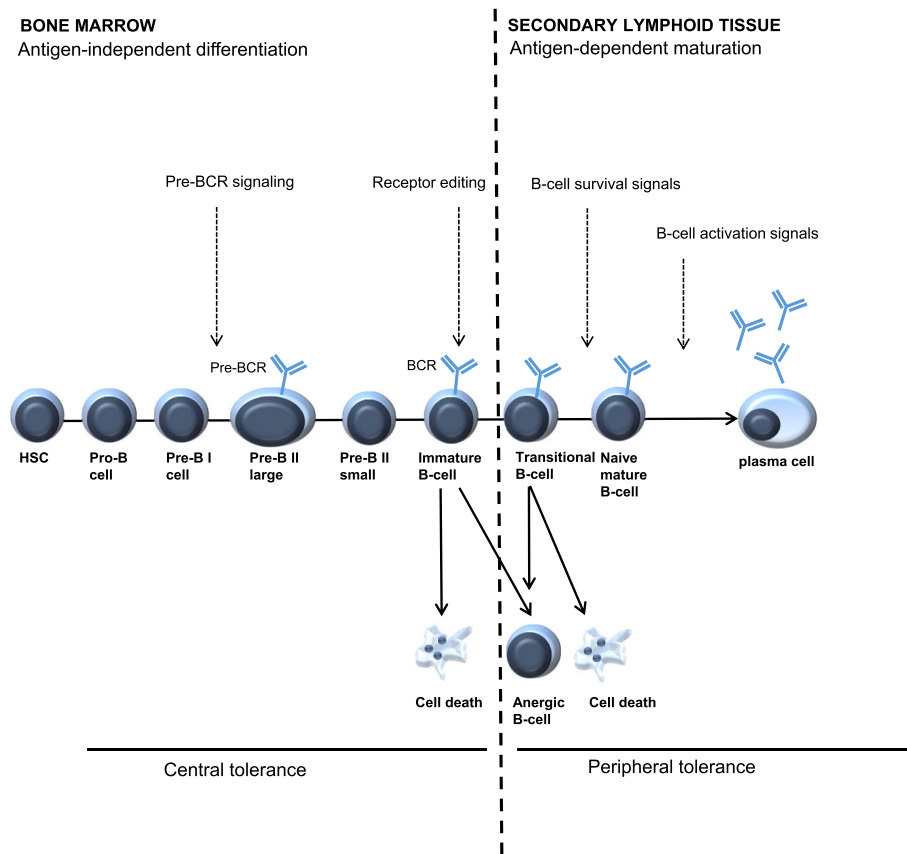 BONE MARROW
Antigen-independent differentiation
SECONDARY LYMPHOID TISSUE
Antigen-dependent maturation
Pre-BCR signaling
Receptor editing
B-cell survival signals
B-cell activation signals
Pre-BCR
BCR
HSC
Pro-B
cell
Pre-B I
cell
Pre-B II
large
Pre-B II
small
Immature
B-cell
Transitional
B-cell
Naive
mature
B-cell
plasma cell
Cell death
Anergic
B-cell
Cell death
Central tolerance
Peripheral tolerance